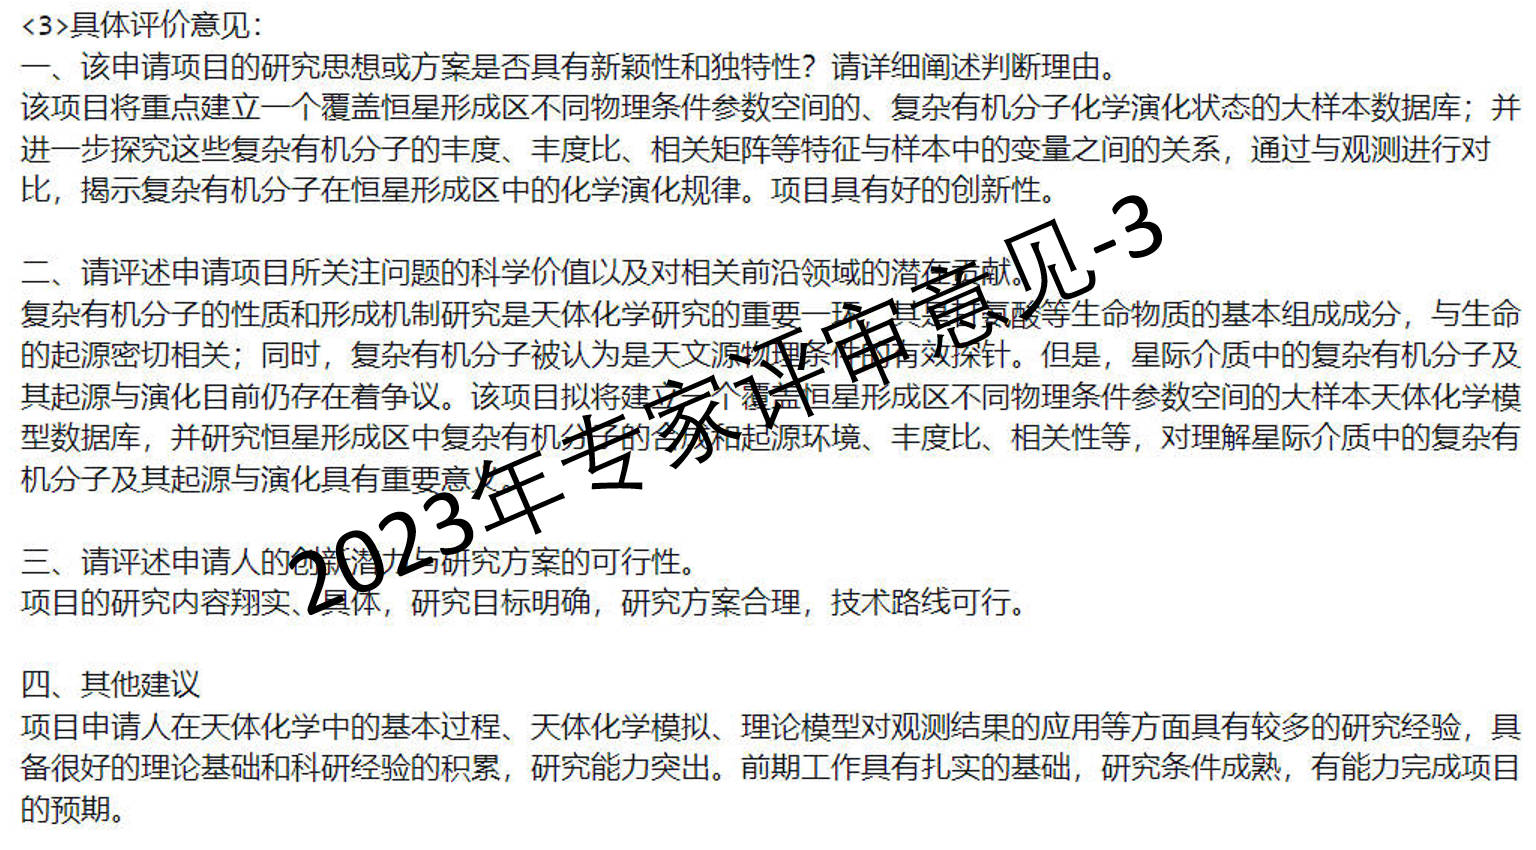 <3>具体评价意见：
一、该申请项目的研究思想或方案是否具有新颖性和独特性？请详细阐述判断理由。
该项目将重点建立一个覆盖恒星形成区不同物理条件参数空间的、复杂有机分子化学演化状态的大样本数据库；并
进一步探究这些复杂有机分子的丰度、丰度比、相关矩阵等特征与样本中的变量之间的关系，通过与观测进行对
比，揭示复杂有机分子在恒星形成区中的化学演化规律。项目具有好的创新性。
二、请评述申请项目所关注问题的科学价值以及对相关前沿领域的潜在贡献。
复杂有机分子的性质和形成机制研究是天体化学研究的重要一环，其是甘氨酸等生命物质的基本组成成分，与生命
的起源密切相关；同时，复杂有机分子被认为是天文源物理条件的有效探针。但是，星际介质中的复杂有机分子及
其起源与演化目前仍存在着争议。该项目拟将建立一个覆盖恒星形成区不同物理条件参数空间的大样本天体化学模
型数据库，并研究恒星形成区中复杂有机分子的合成和起源环境、丰度比、相关性等，对理解星际介质中的复杂有
机分子及其起源与演化具有重要意义。
三、请评述申请人的创新潜力与研究方案的可行性。
项目的研究内容翔实、具体，研究目标明确，研究方案合理，技术路线可行。
四、其他建议
项目申请人在天体化学中的基本过程、天体化学模拟、理论模型对观测结果的应用等方面具有较多的研究经验，具
备很好的理论基础和科研经验的积累，研究能力突出。前期工作具有扎实的基础，研究条件成熟，有能力完成项目
的预期。
2023年专家评审意见-3